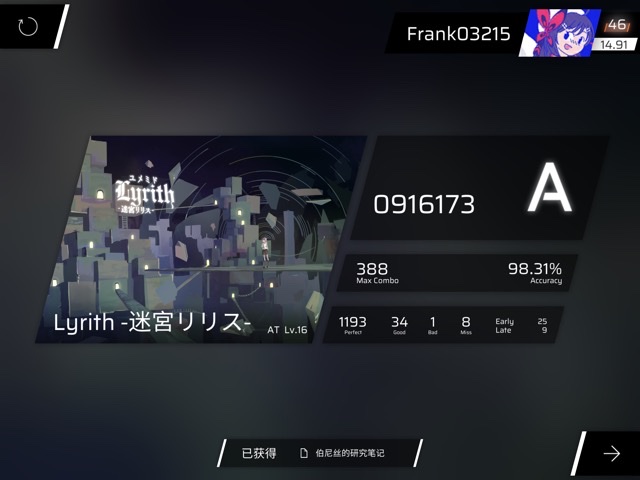 Frank03215
46
14.91
ユメミド
Lyrith
-迷宮リリス-
Lyrith -迷宮リリス-
AT Lv.16
0916173
A
388
Max Combo
98.31%
Accuracy
1193
Perfect
34
Good
1
Bad
8
Miss
Early 25
Late 9
已获得
伯尼丝的研究笔记